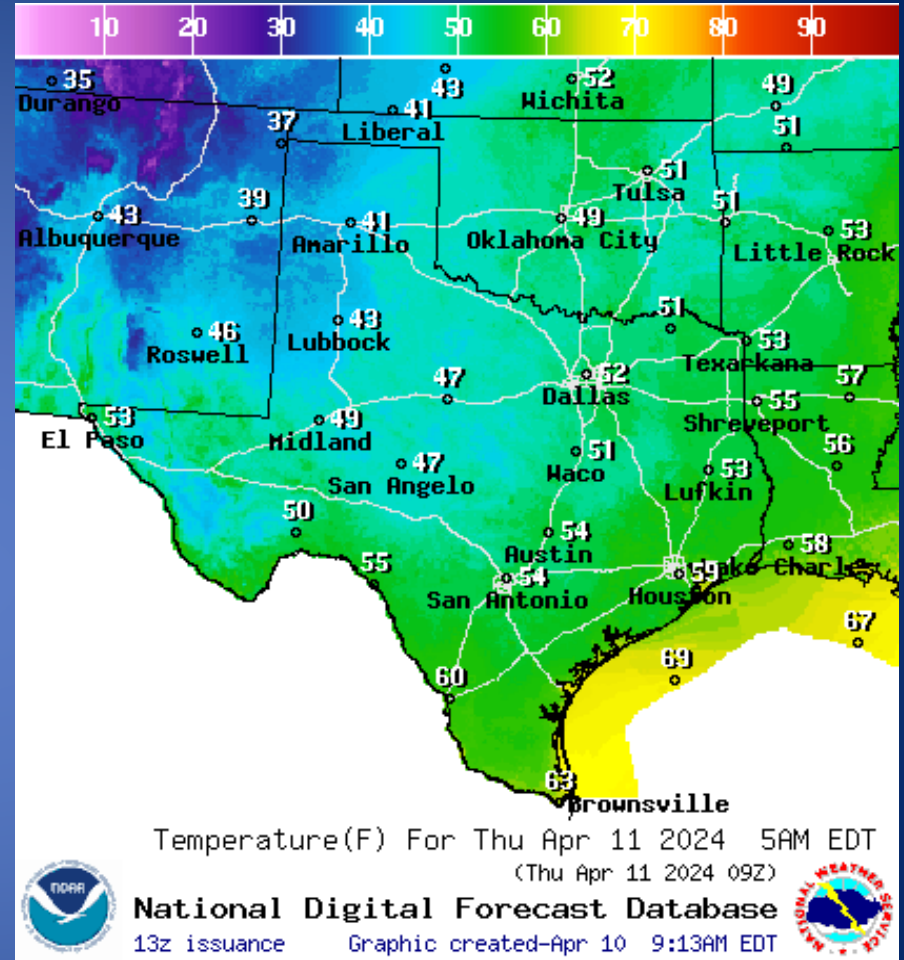 10 20 30 40 50 60 70 80 90
35
Durango
37
43
41
Liberal
52
Wichita
49
51
51
Tulsa
43
Albuquerque
39
41
Amarillo
49
Oklahoma City
51
53
Little Rock
46
Roswell
43
Lubbock
51
53
Texarkana
47
52
Dallas
57
55
Shreveport
53
El Paso
49
Midland
47
San Angelo
51
Waco
53
Lufkin
56
50
54
Austin
58
Lake Charles
55
54
San Antonio
59
Houston
67
69
60
63
Brownsville
Temperature(F) For Thu Apr 11 2024 5AM EDT
(Thu Apr 11 2024 09Z)
National Digital Forecast Database
13z issuance Graphic created-Apr 10 9:13AM EDT
NOAA
NATIONAL WEATHER SERVICE